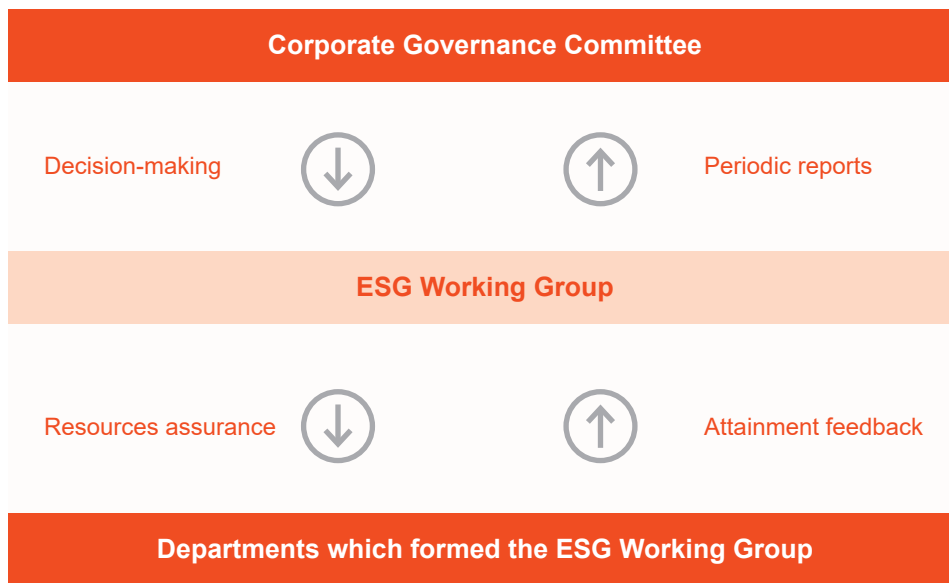 Corporate Governance Committee
Decision-making
Periodic reports
ESG Working Group
Resources assurance
Attainment feedback
Departments which formed the ESG Working Group